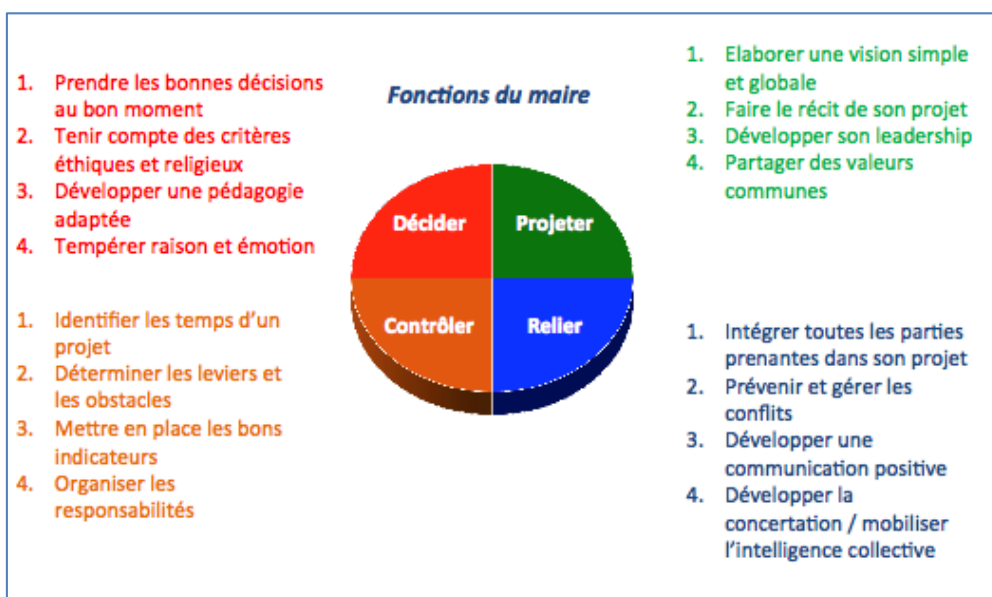 Fonctions du maire
1. Prendre les bonnes décisions
au bon moment
2. Tenir compte des critères
éthiques et religieux
3. Développer une pédagogie
adaptée
4. Tempérer raison et émotion
1. Elaborer une vision simple
et globale
2. Faire le récit de son projet
3. Développer son leadership
4. Partager des valeurs
communes
Décider
Projeter
Contrôler
Relier
1. Identifier les temps d’un
projet
2. Déterminer les leviers et
les obstacles
3. Mettre en place les bons
indicateurs
4. Organiser les
responsabilités
1. Intégrer toutes les parties
prenantes dans son projet
2. Prévenir et gérer les
conflits
3. Développer une
communication positive
4. Développer la
concertation / mobiliser
l’intelligence collective